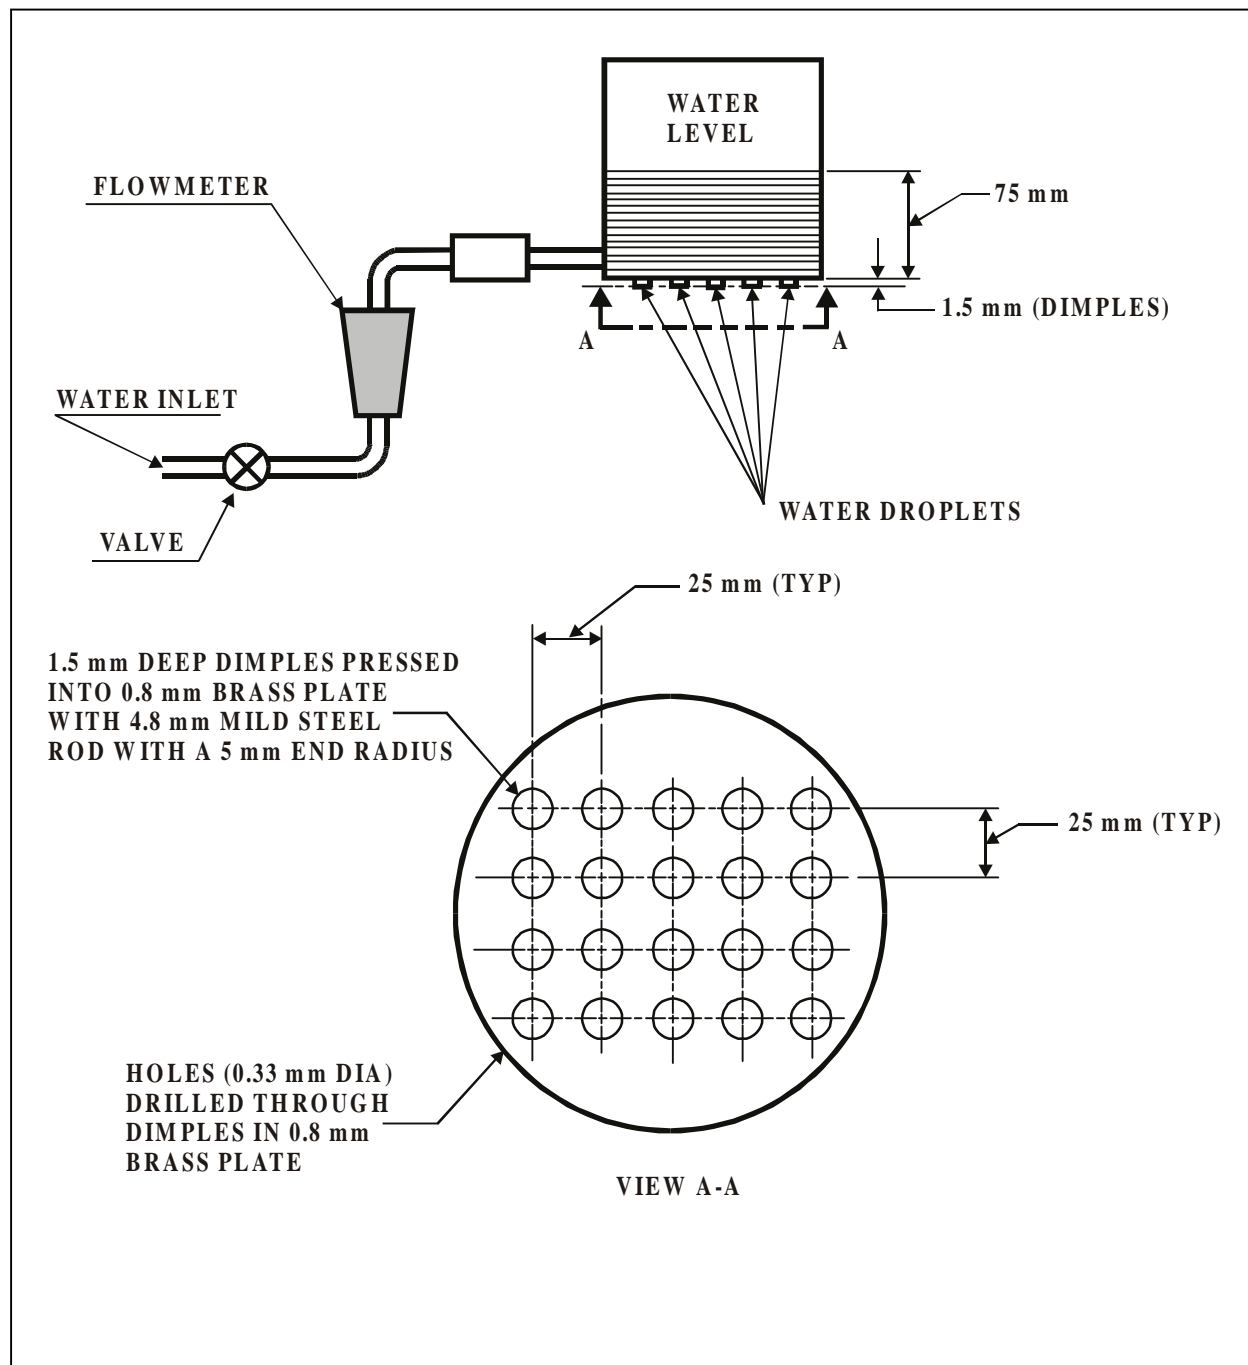 WATER
LEVEL
FLOWMETER
75 mm
1.5 mm (DIMPLES)
A
A
WATER INLET
WATER DROPLETS
VALVE
25 mm (TYP)
1.5 mm DEEP DIMPLES PRESSED
INTO 0.8 mm BRASS PLATE
WITH 4.8 mm MILD STEEL
ROD WITH A 5 mm END RADIUS
25 mm (TYP)
HOLES (0.33 mm DIA)
DRILLED THROUGH
DIMPLES IN 0.8 mm
BRASS PLATE
VIEW A-A